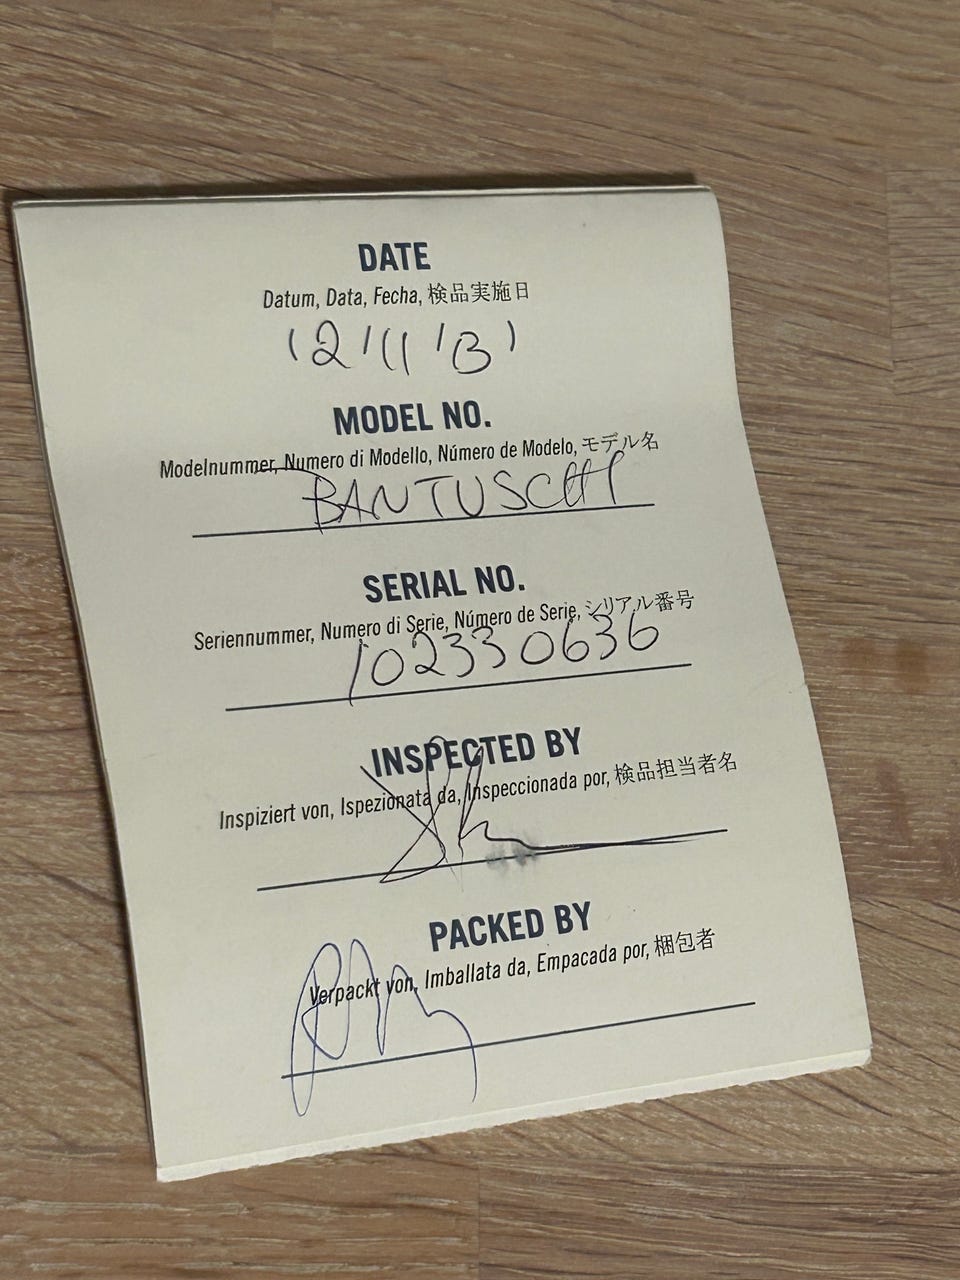 DATE
Datum, Data, Fecha, 検品実施日
12/11/13
MODEL NO.
Modelnummer, Numero di Modello, Número de Modelo, モデル名
BANTUSCH
SERIAL NO.
Seriennummer, Numero di Serie, Número de Serie, シリアル番号
1023330636
INSPECTED BY
Inspiziert von, Ispezionata da, Inspeccionada por, 検品担当者名
PACKED BY
Verpackt von, Imballata da, Empacada por, 梱包者